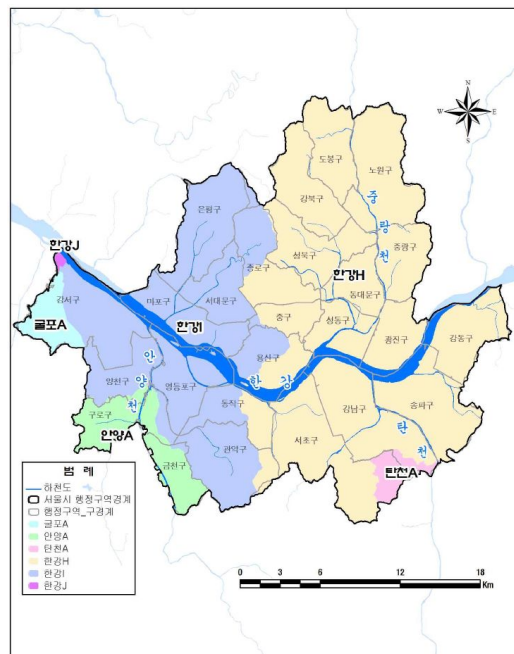 N
W E
S
도봉구
노원구
강북구
은평구
중
랑
천
성북구
중랑구
종로구
한강J
한강H
강서구
동대문구
마포구
서대문구
굴포A
한강I
중구
성동구
광진구
강동구
안
양
천
용산구
양천구
영등포구
한 강
동작구
강남구
송파구
구로구
탄
천
안양A
서초구
관악구
금천구
탄천A
범 례
하천도
서울시 행정구역경계
행정구역_구경계
굴포A
안양A
탄천A
한강H
한강I
한강J
0 3 6 12 18
Km